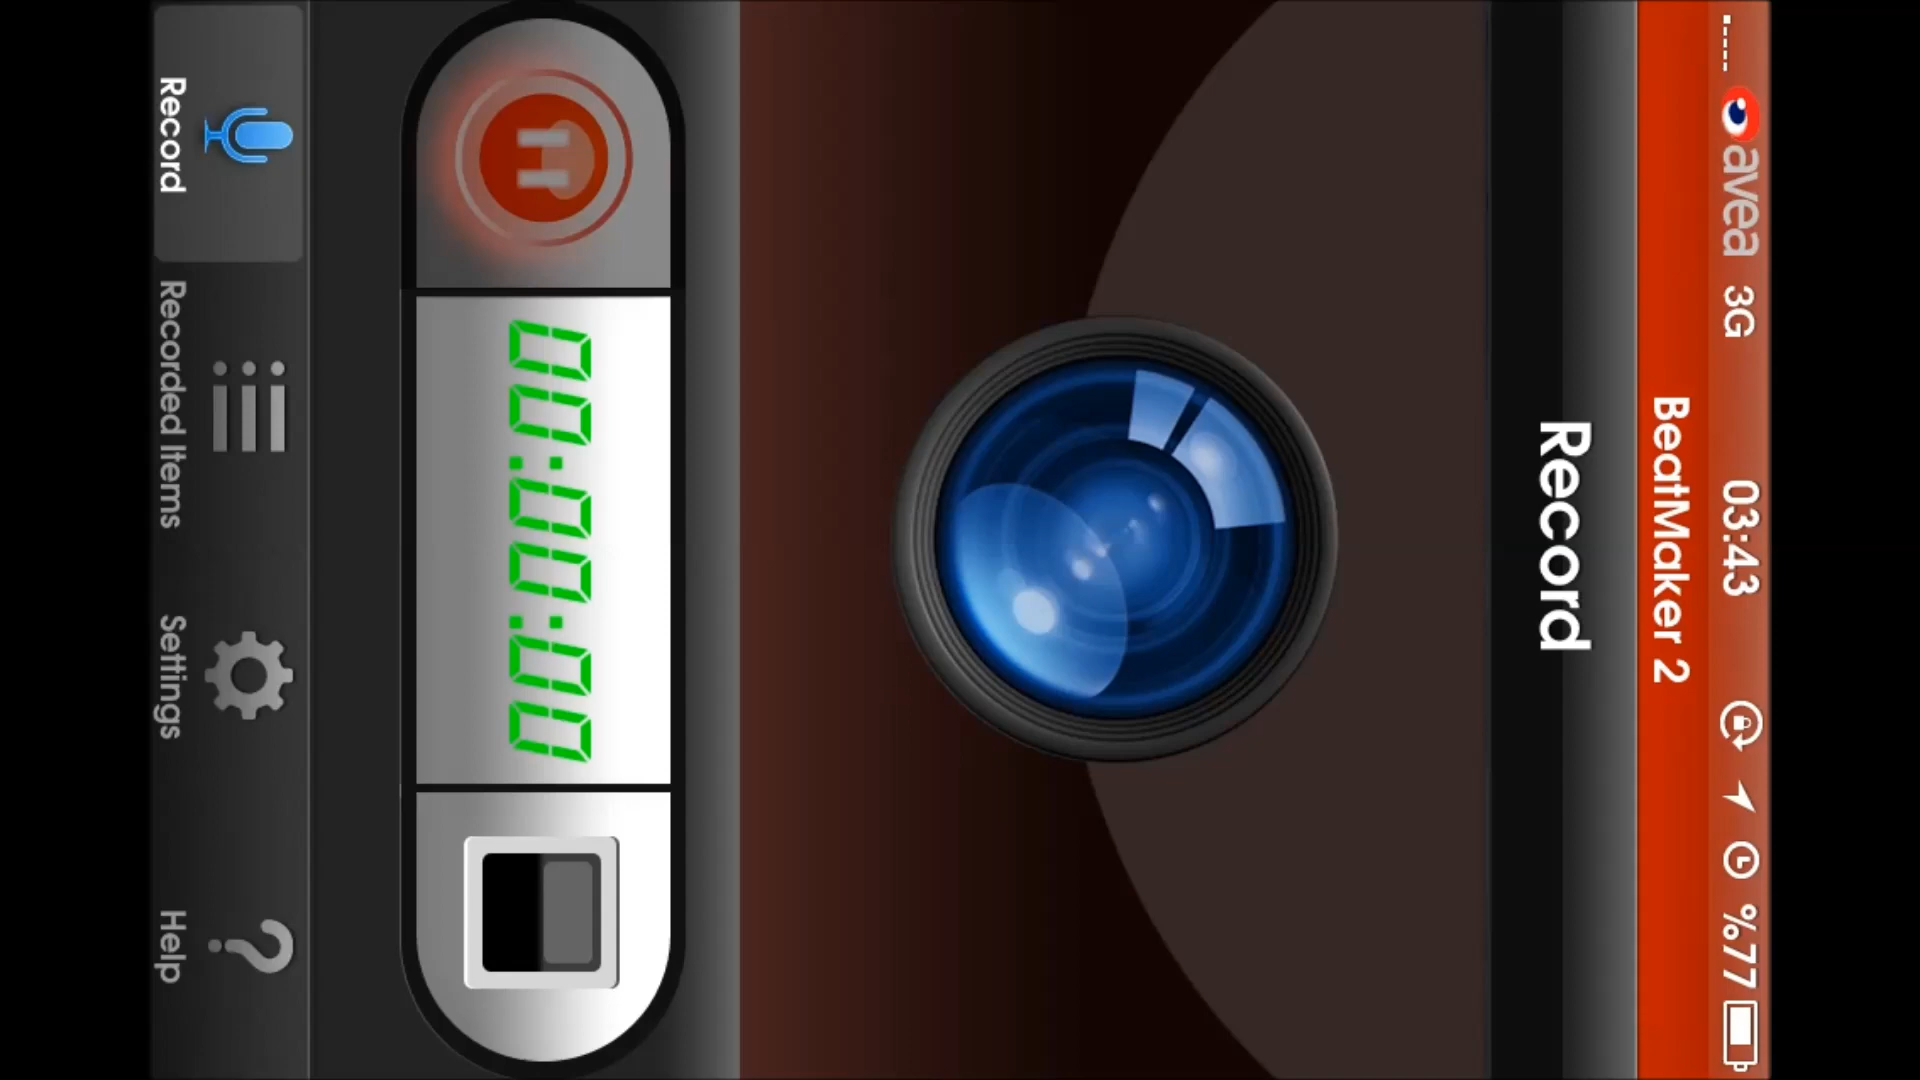 avea 3G 03:43 %77
BeatMaker 2
Record
00:00:00
Record Recorded Items Settings Help